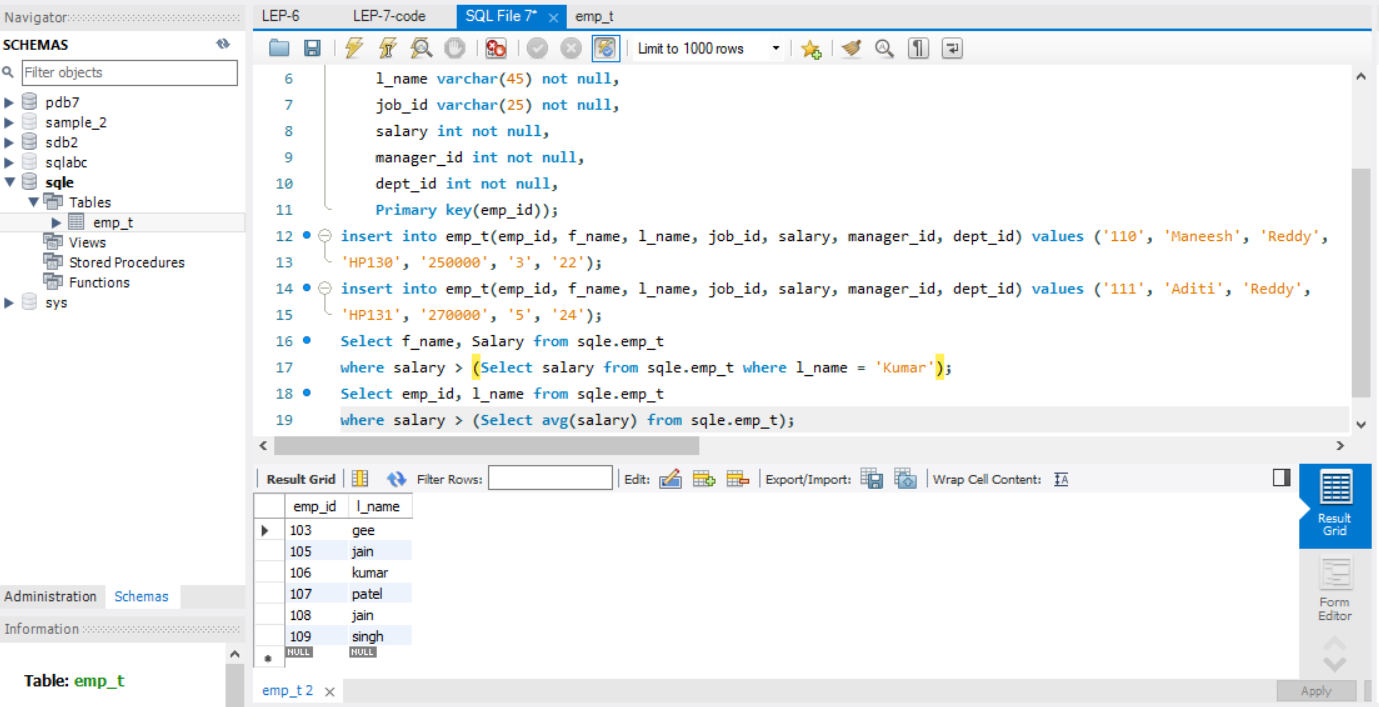 Navigator
SCHEMAS
Filter objects
pdb7
sample_2
sdb2
sqlabc
sqle
Tables
emp_t
Views
Stored Procedures
Functions
sys
Administration Schemas
Information
Table: emp_t
LEP-6 LEP-7-code SQL File 7* × emp_t
Limit to 1000 rows
6 l_name varchar(45) not null,
7 job_id varchar(25) not null,
8 salary int not null,
9 manager_id int not null,
10 dept_id int not null,
11 Primary key(emp_id));
12 insert into emp_t(emp_id, f_name, l_name, job_id, salary, manager_id, dept_id) values ('110', 'Maneesh', 'Reddy',
13 'HP130', '250000', '3', '22');
14 insert into emp_t(emp_id, f_name, l_name, job_id, salary, manager_id, dept_id) values ('111', 'Aditi', 'Reddy',
15 'HP131', '270000', '5', '24');
16 Select f_name, Salary from sqle.emp_t
17 where salary > (Select salary from sqle.emp_t where l_name = 'Kumar');
18 Select emp_id, l_name from sqle.emp_t
19 where salary > (Select avg(salary) from sqle.emp_t);
Result Grid Filter Rows: Edit: Export/Import: Wrap Cell Content: IA
emp_id l_name
103 gee
105 jain
106 kumar
107 patel
108 jain
109 singh
NULL NULL
Result
Grid
Form
Editor
emp_t 2 ×
Apply